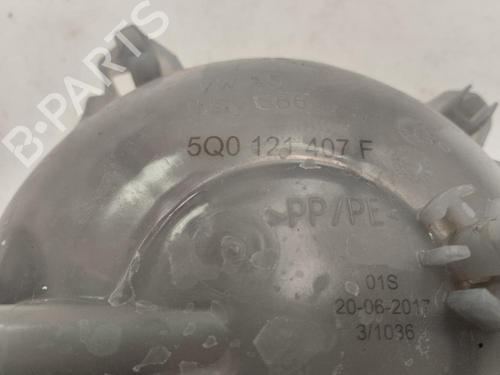 B-PARTS
5Q0 121 407 F
PP/PE
01S
20-06-2017
3/1036